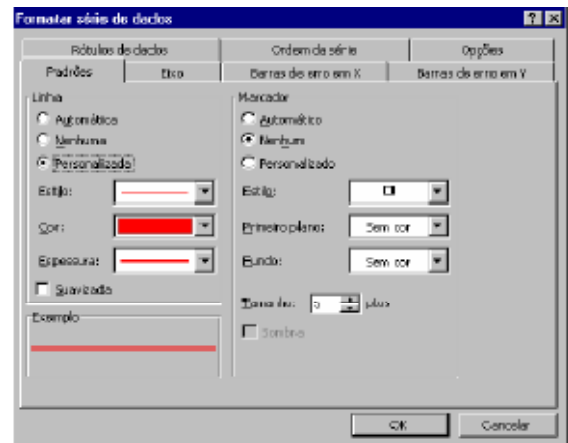 Formatar série de dados
Rótulos de dados Ordem da série Opções
Padrões Eixo Barras de erro em X Barras de erro em Y
Linha
Automática
Nenhuma
Personalizada
Estilo:
Cor:
Espessura:
Suavizada
Exemplo
Marcador
Automático
Nenhum
Personalizado
Estilo:
Primeiro plano: Sem cor
Fundo: Sem cor
Tamanho: 5 pts
Sombra
OK Cancelar